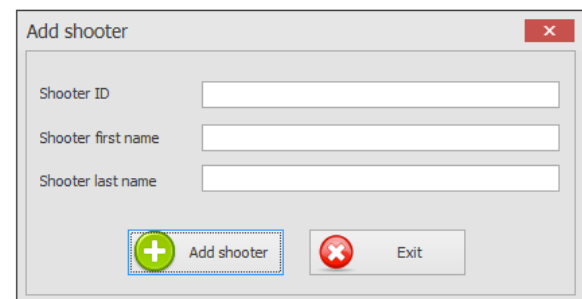 Add shooter
Shooter ID
Shooter first name
Shooter last name
Add shooter
Exit